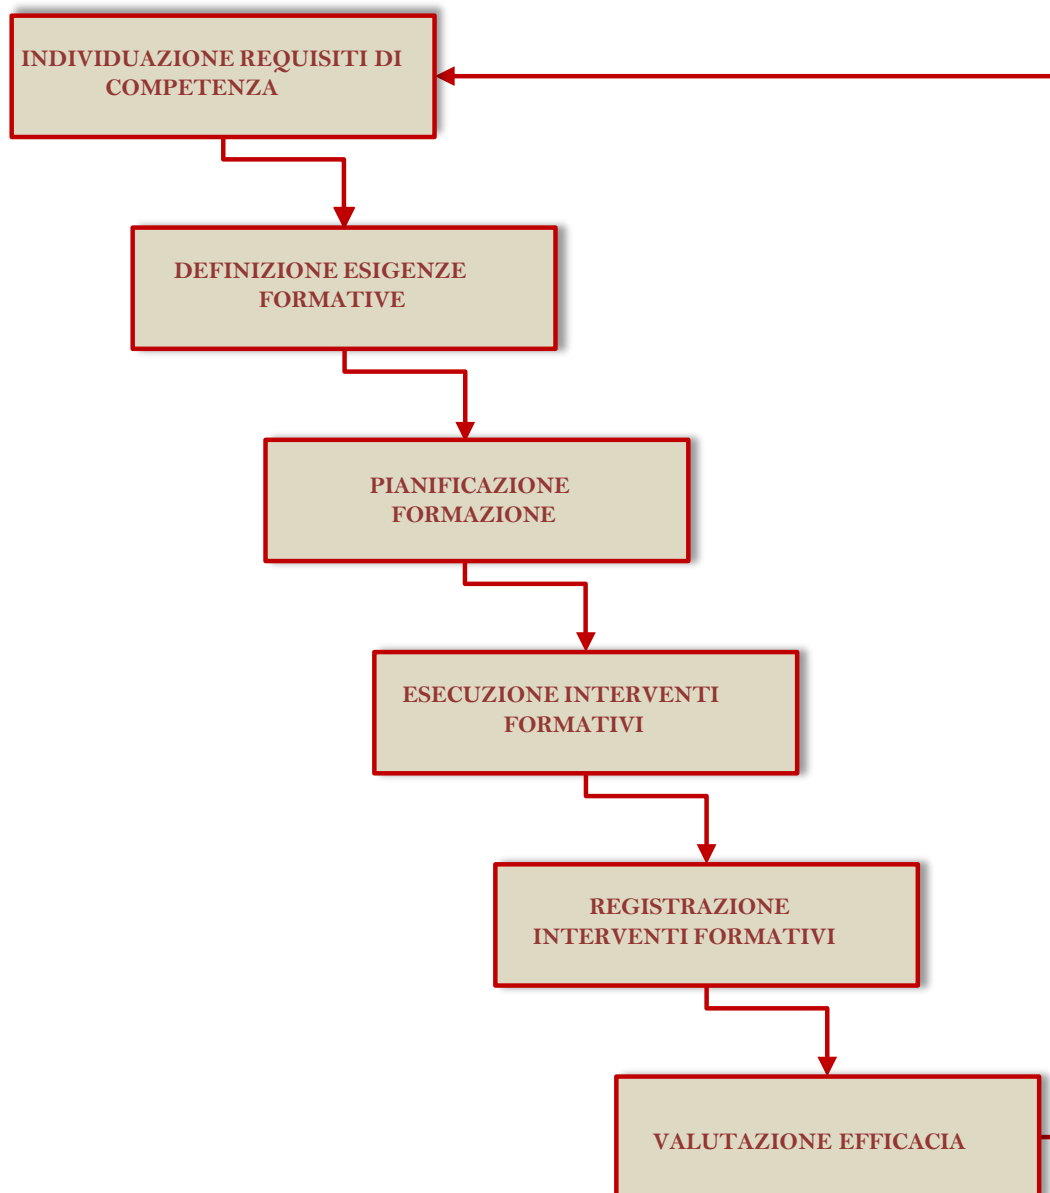 INDIVIDUAZIONE REQUISITI DI
COMPETENZA
DEFINIZIONE ESIGENZE
FORMATIVE
PIANIFICAZIONE
FORMAZIONE
ESECUZIONE INTERVENTI
FORMATIVI
REGISTRAZIONE
INTERVENTI FORMATIVI
VALUTAZIONE EFFICACIA